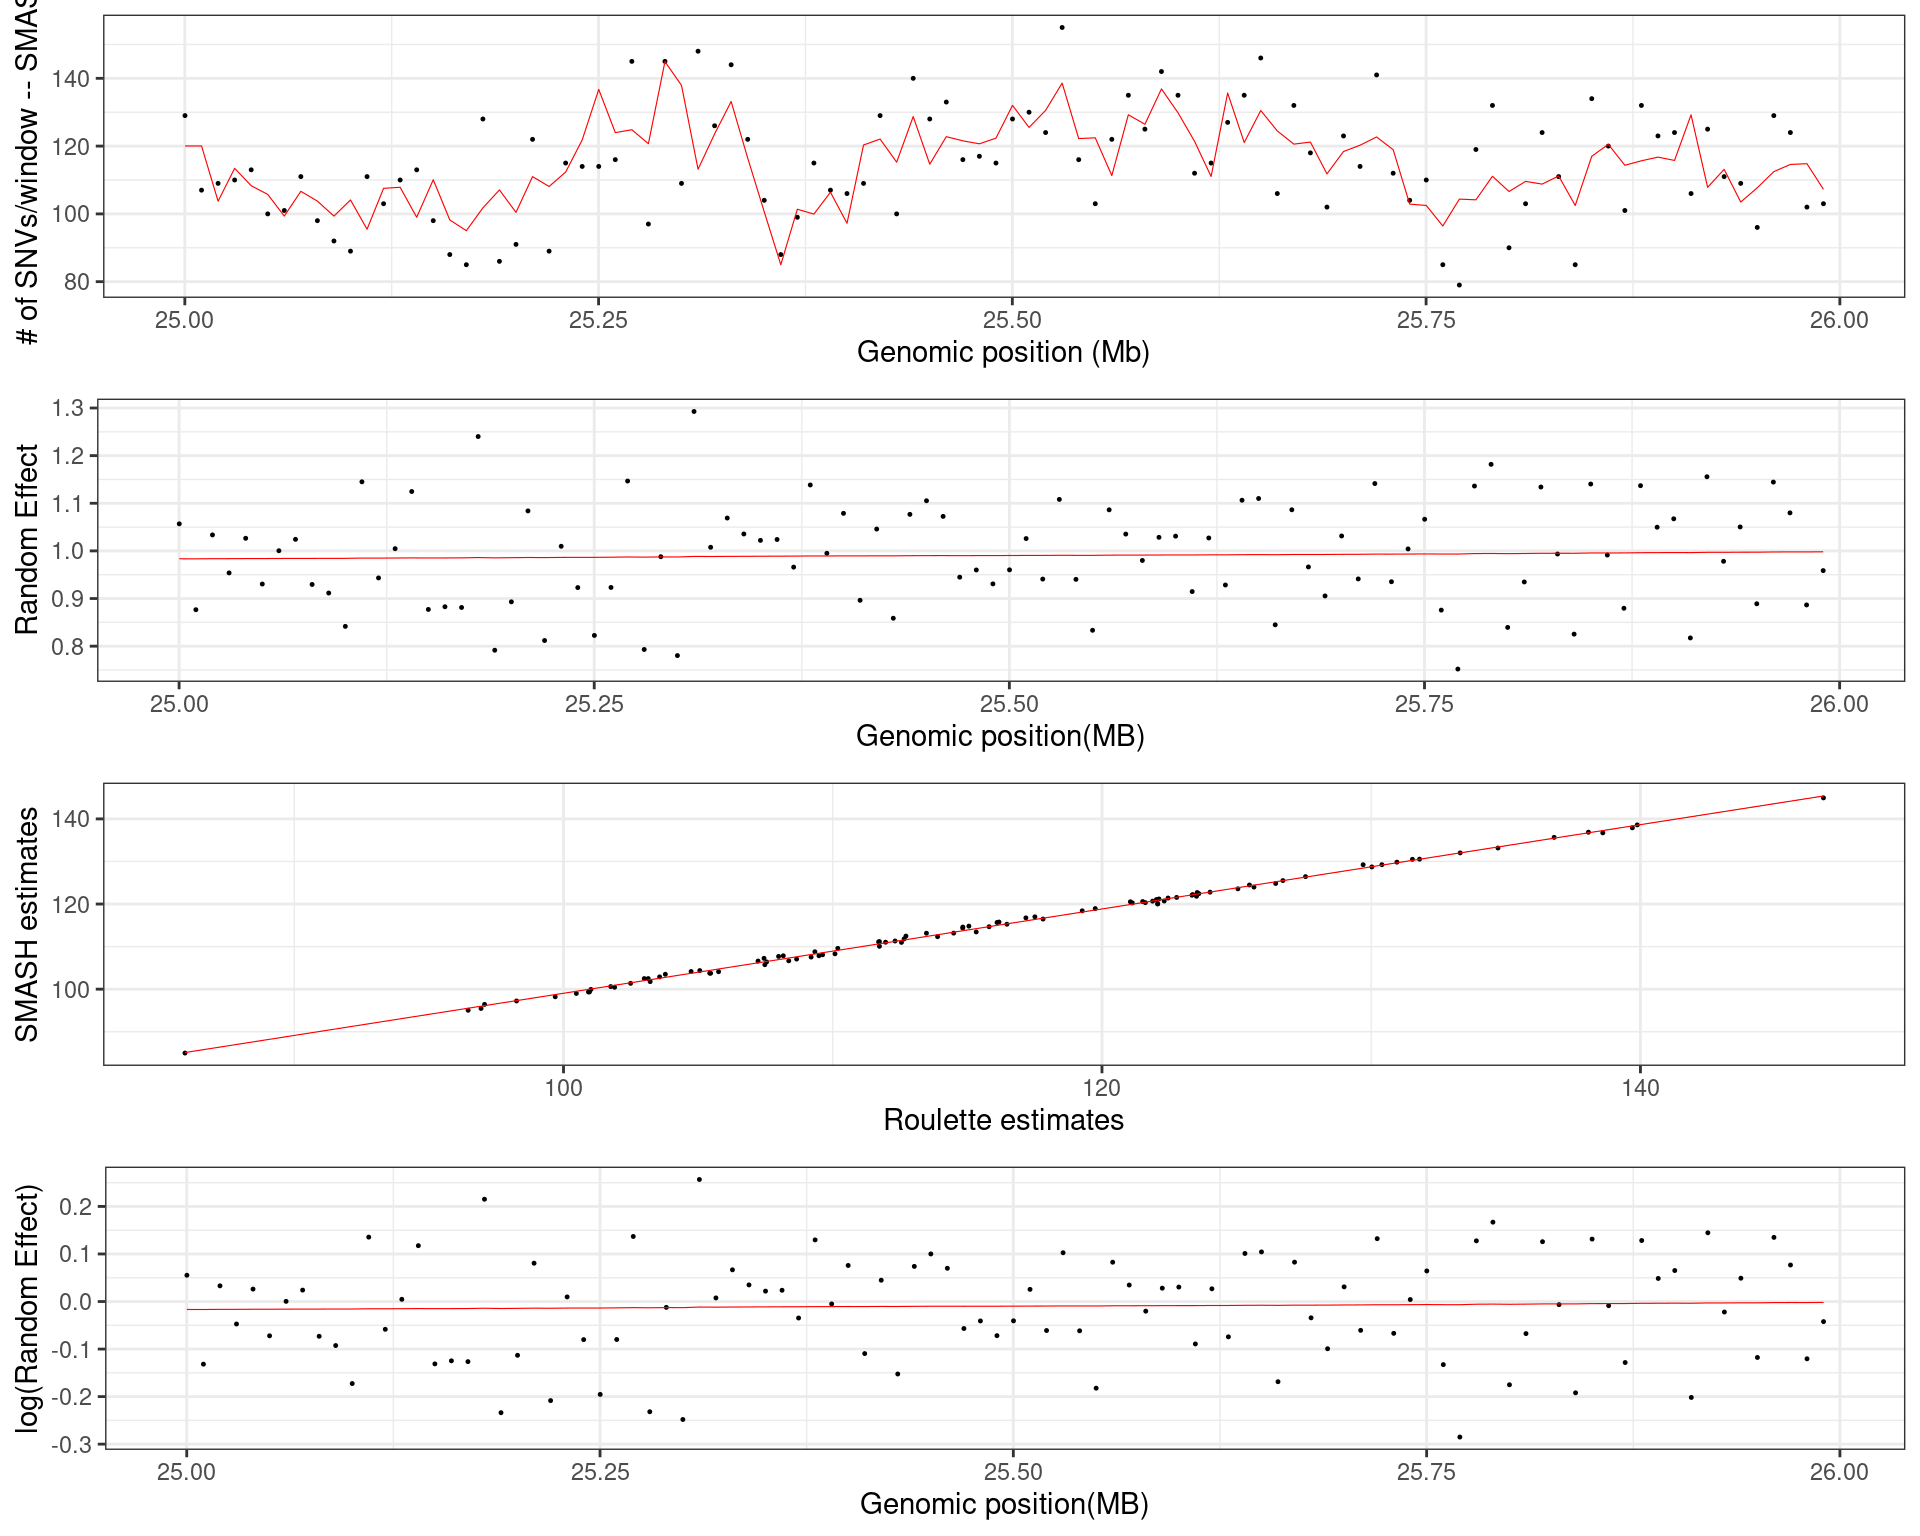 # of SNVs/window -- SMAS
140
120
100
80
25.00 25.25 25.50 25.75 26.00
Genomic position (Mb)
Random Effect
1.3
1.2
1.1
1.0
0.9
0.8
25.00 25.25 25.50 25.75 26.00
Genomic position(MB)
SMASH estimates
140
120
100
100 120 140
Roulette estimates
log(Random Effect)
0.2
0.1
0.0
-0.1
-0.2
-0.3
25.00 25.25 25.50 25.75 26.00
Genomic position(MB)